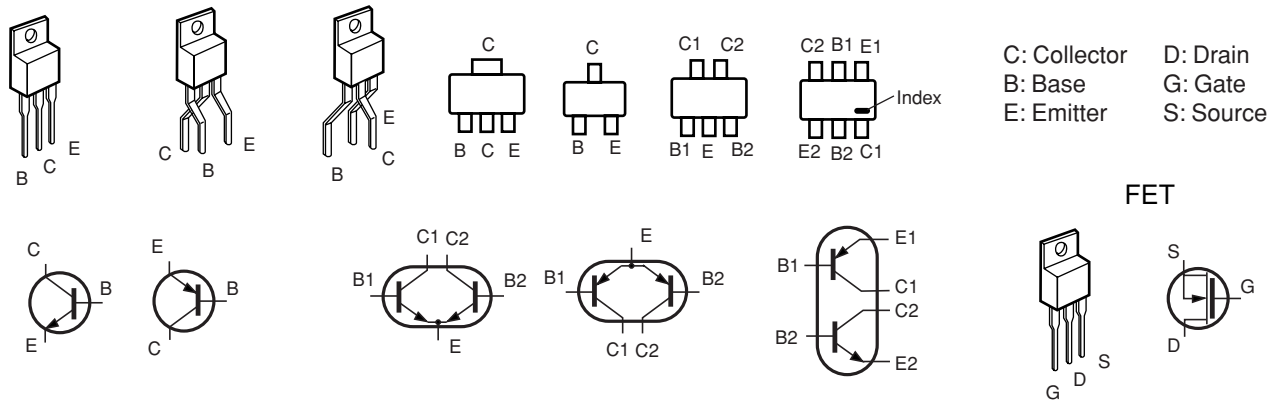 B C E
C B E
B E C
C
B C E
C
B E
C1 C2
B1 E B2
C2 B1 E1
Index
E2 B2 C1
C: Collector D: Drain
B: Base G: Gate
E: Emitter S: Source
FET
C
B
E
E
B
C
C1 C2
B1 B2
E
E
B1 B2
C1 C2
E1
B1
C1
C2
B2
E2
G D S
S
G
D